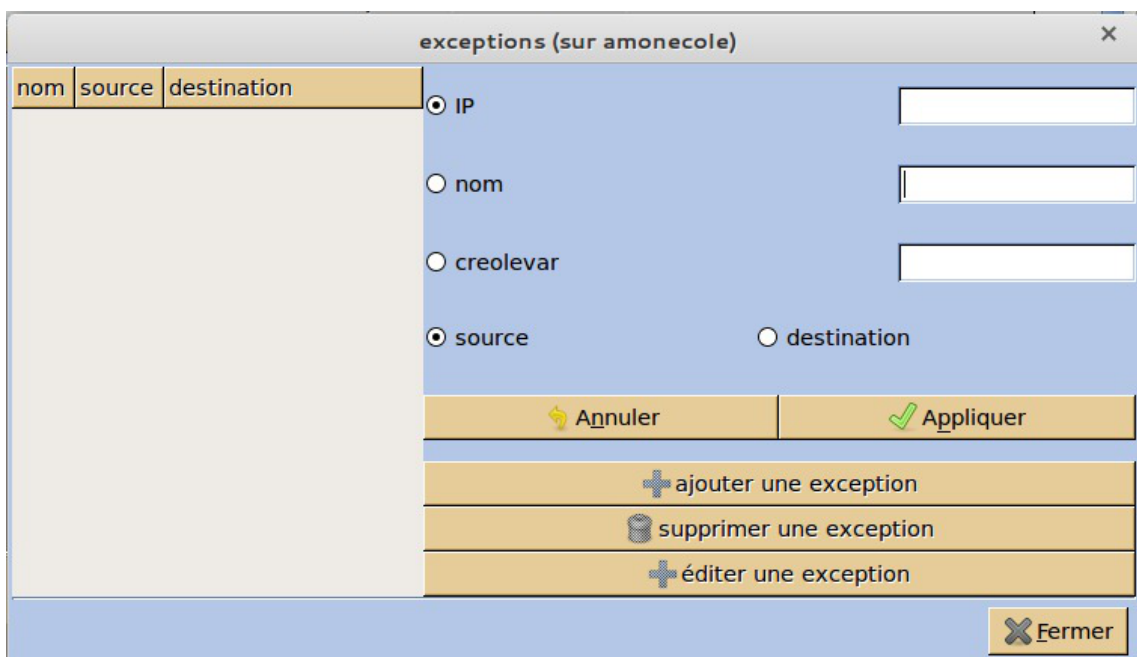 exceptions (sur amonecole)
nom source destination
IP
nom
creolevar
source destination
Annuler Appliquer
ajouter une exception
supprimer une exception
éditer une exception
Fermer